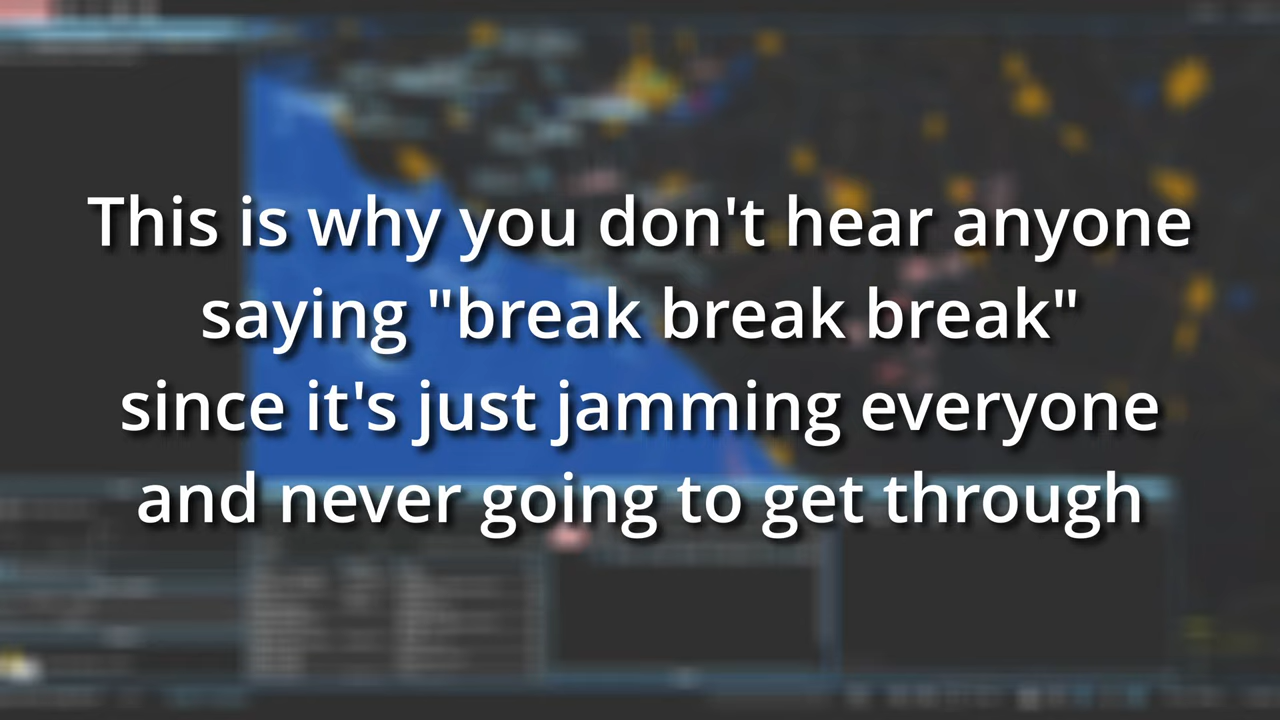 This is why you don't hear anyone
saying "break break break"
since it's just jamming everyone
and never going to get through